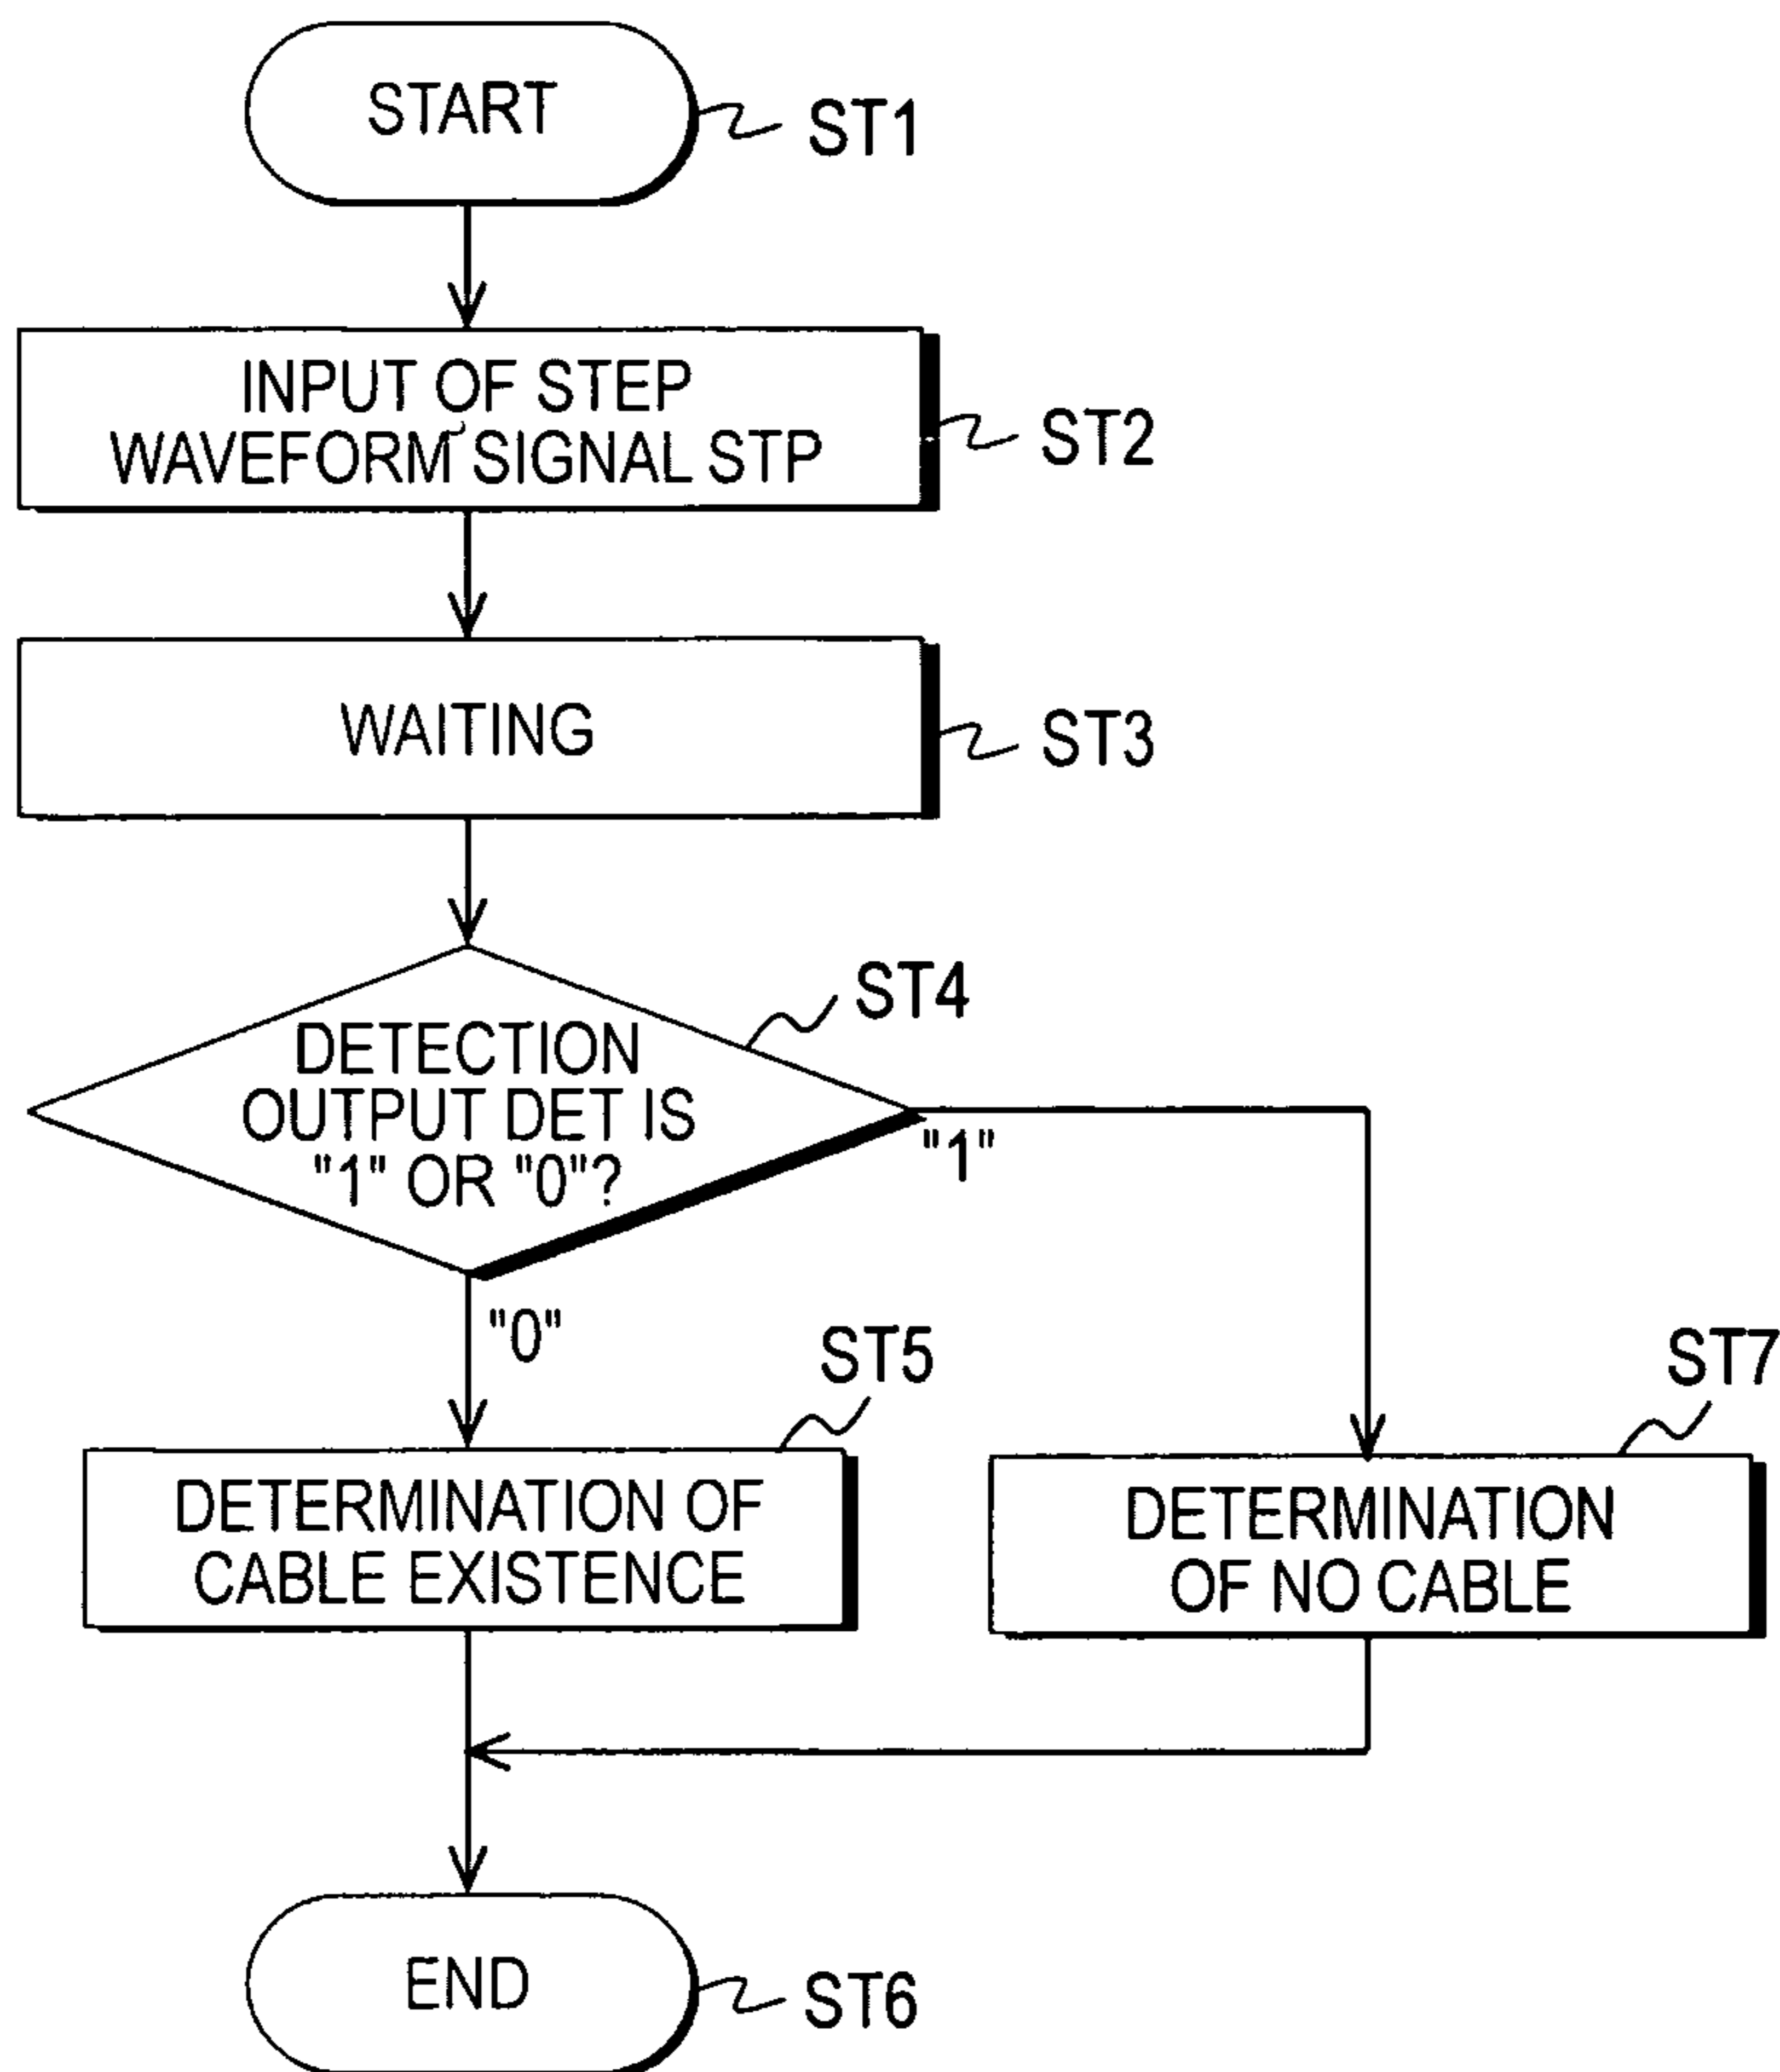 START
ST1
INPUT OF STEP
WAVEFORM SIGNAL STP
ST2
WAITING
ST3
ST4
DETECTION
OUTPUT DET IS
"1" OR "0"?
"1"
"0"
ST5
ST7
DETERMINATION OF
CABLE EXISTENCE
DETERMINATION
OF NO CABLE
END
ST6